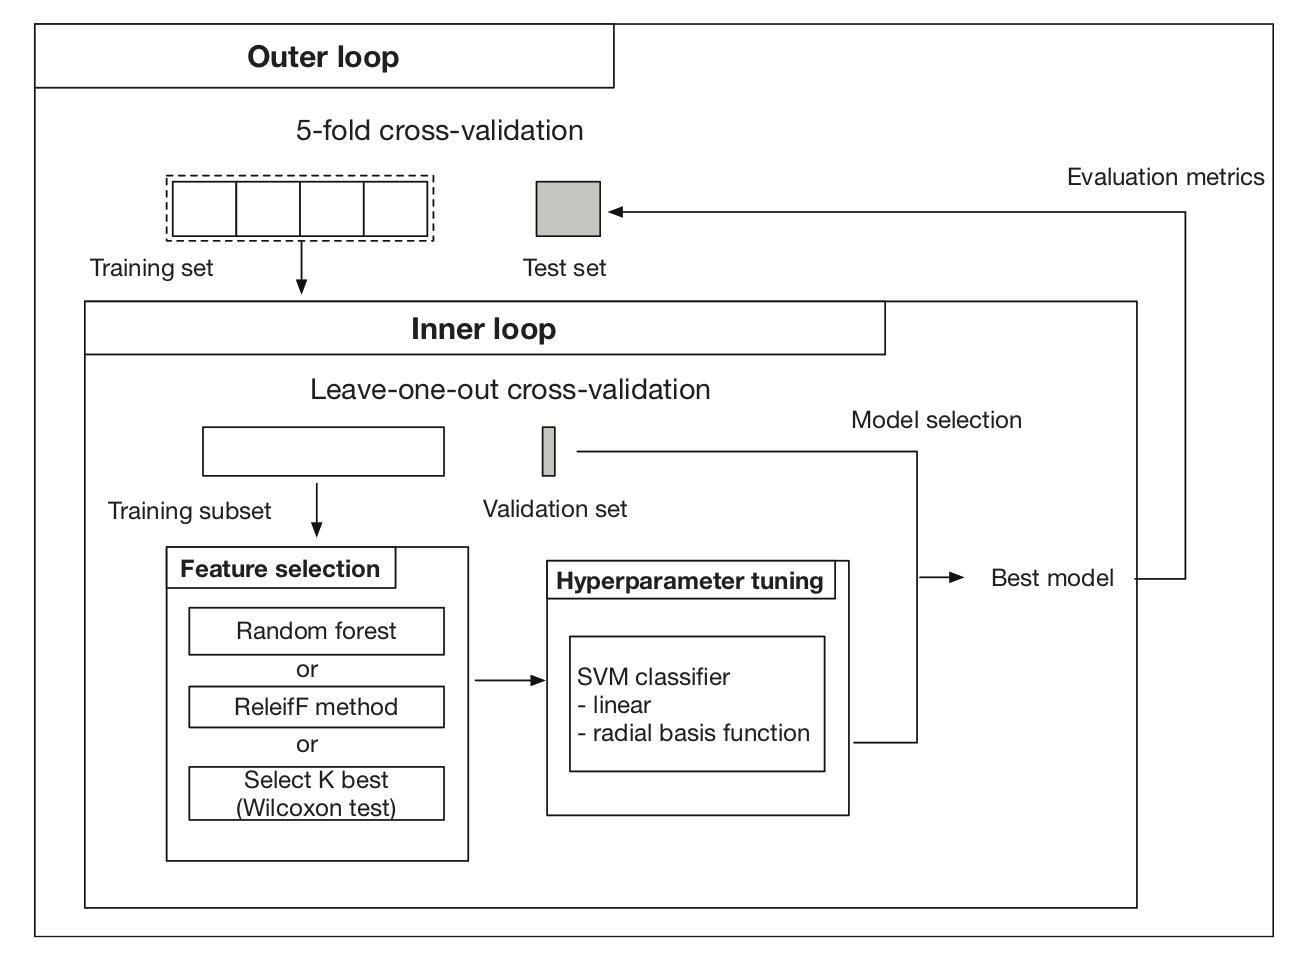 Outer loop
5-fold cross-validation
Evaluation metrics
Training set
Test set
Inner loop
Leave-one-out cross-validation
Model selection
Training subset
Validation set
Feature selection
Random forest
or
ReleifF method
or
Select K best
(Wilcoxon test)
Hyperparameter tuning
SVM classifier
- linear
- radial basis function
Best model